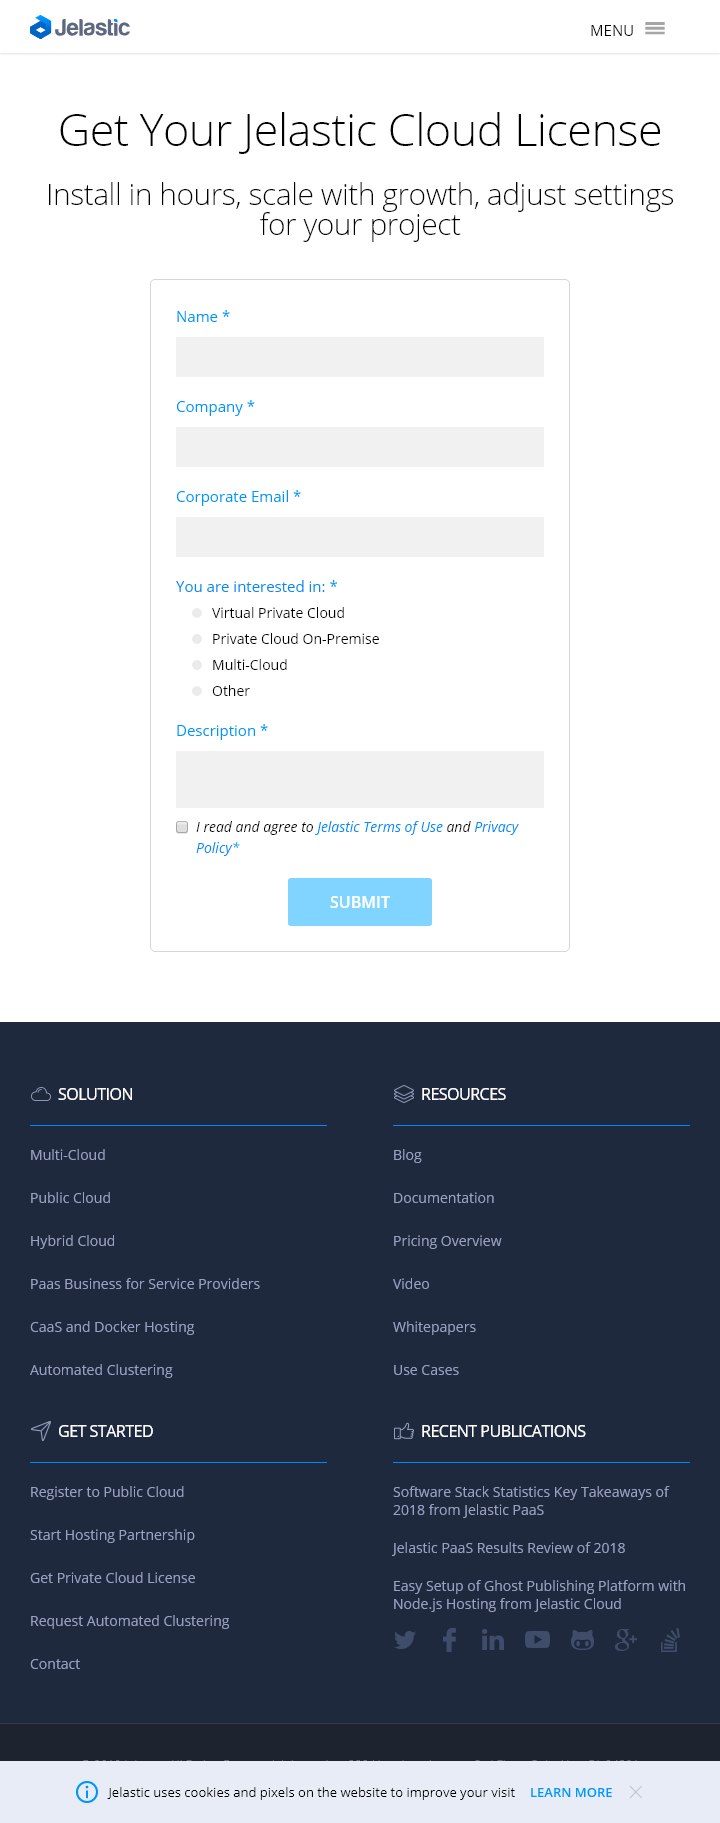 Jelastic
MENU
Get Your Jelastic Cloud License
Install in hours, scale with growth, adjust settings
for your project
Name *
Company *
Corporate Email *
You are interested in: *
Virtual Private Cloud
Private Cloud On-Premise
Multi-Cloud
Other
Description *
I read and agree to Jelastic Terms of Use and Privacy
Policy*
SUBMIT
SOLUTION
Multi-Cloud
Public Cloud
Hybrid Cloud
Paas Business for Service Providers
CaaS and Docker Hosting
Automated Clustering
RESOURCES
Blog
Documentation
Pricing Overview
Video
Whitepapers
Use Cases
GET STARTED
Register to Public Cloud
Start Hosting Partnership
Get Private Cloud License
Request Automated Clustering
Contact
RECENT PUBLICATIONS
Software Stack Statistics Key Takeaways of
2018 from Jelastic PaaS
Jelastic PaaS Results Review of 2018
Easy Setup of Ghost Publishing Platform with
Node.js Hosting from Jelastic Cloud
Jelastic uses cookies and pixels on the website to improve your visit LEARN MORE